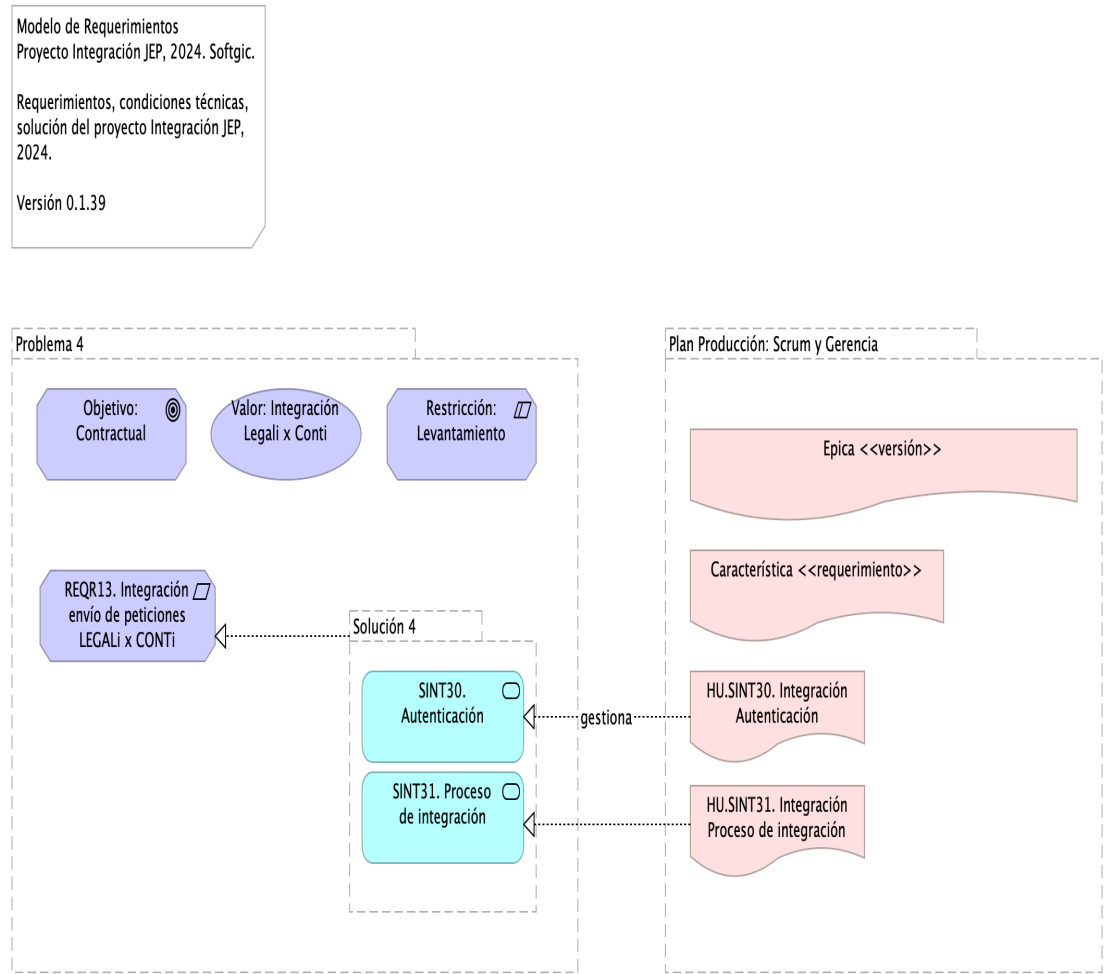 Modelo de Requerimientos
Proyecto Integración JEP, 2024. Softgic.
Requerimientos, condiciones técnicas,
solución del proyecto Integración JEP,
2024.
Versión 0.1.39
Problema 4
Objetivo:
Contractual
Valor: Integración
Legali x Conti
Restricción:
Levantamiento
REQR13. Integración
envío de peticiones
LEGALi x CONTi
Solución 4
SINT30.
Autenticación
SINT31. Proceso
de integración
gestiona
Plan Producción: Scrum y Gerencia
Epica <<versión>>
Característica <<requerimiento>>
HU.SINT30. Integración
Autenticación
HU.SINT31. Integración
Proceso de integración